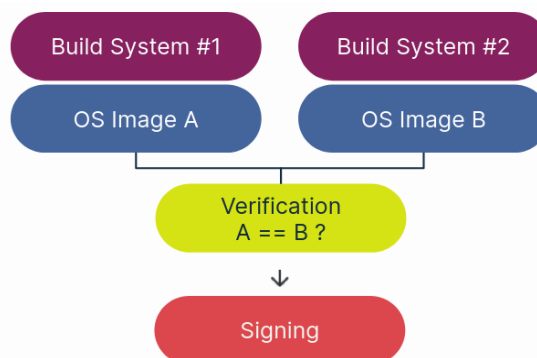 Build System #1
Build System #2
OS Image A
OS Image B
Verification
A == B ?
Signing